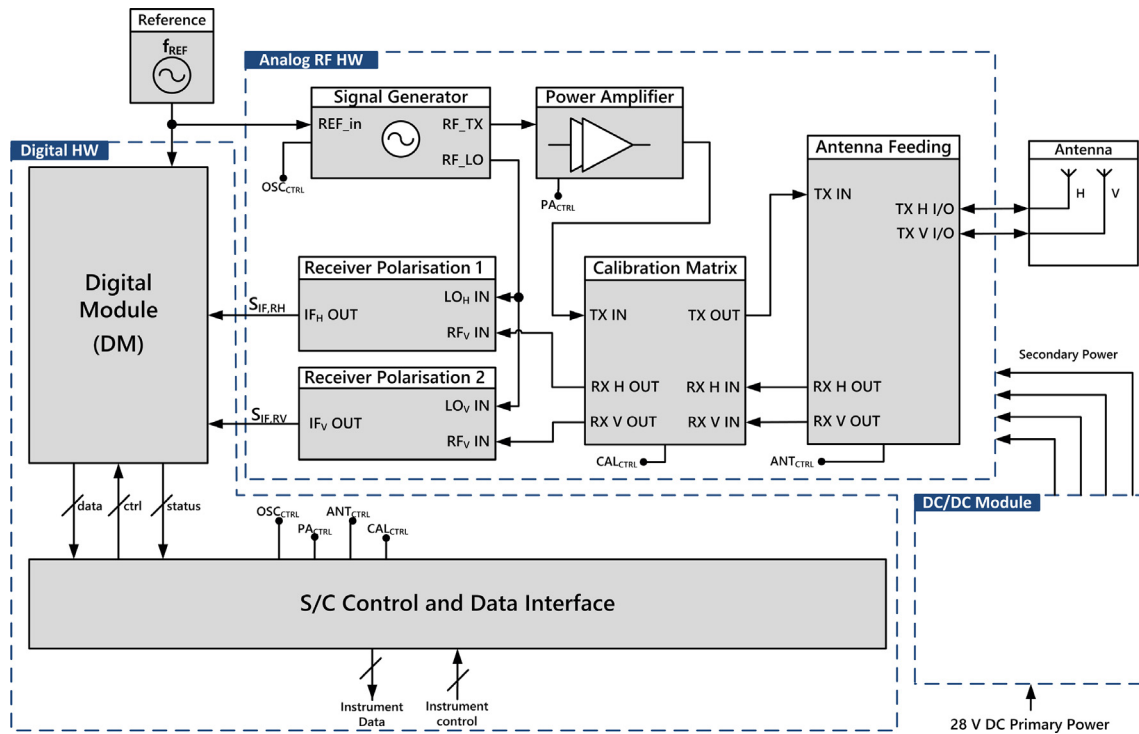 Reference
fREF
Analog RF HW
Signal Generator
REF_in
RF_TX
RF_LO
OSCCTRL
Power Amplifier
PACTRL
Digital HW
Digital
Module
(DM)
Antenna Feeding
TX IN
TX H I/O
TX V I/O
RX H OUT
RX V OUT
ANTCTRL
Antenna
H
V
Receiver Polarisation 1
LOH IN
IFH OUT
RFV IN
SIF,RH
Receiver Polarisation 2
LOV IN
IFV OUT
RFV IN
SIF,RV
Calibration Matrix
TX IN
TX OUT
RX H OUT
RX H IN
RX V OUT
RX V IN
CALCTRL
Secondary Power
DC/DC Module
28 V DC Primary Power
data
ctrl
status
OSCCTRL
PACTRL
ANTCTRL
CALCTRL
S/C Control and Data Interface
Instrument
Data
Instrument
control